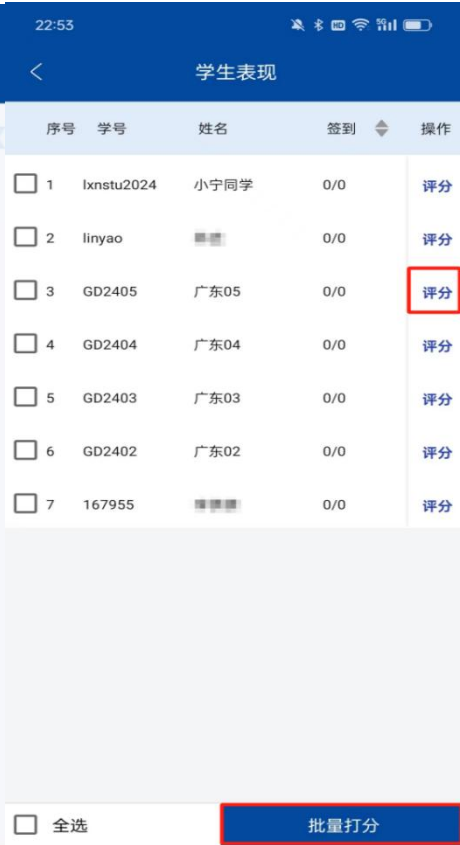 22:53
学生表现
序号 学号 姓名 签到 操作
1 lxnstu2024 小宁同学 0/0 评分
2 linyao 0/0 评分
3 GD2405 广东05 0/0 评分
4 GD2404 广东04 0/0 评分
5 GD2403 广东03 0/0 评分
6 GD2402 广东02 0/0 评分
7 167955 0/0 评分
全选 批量打分